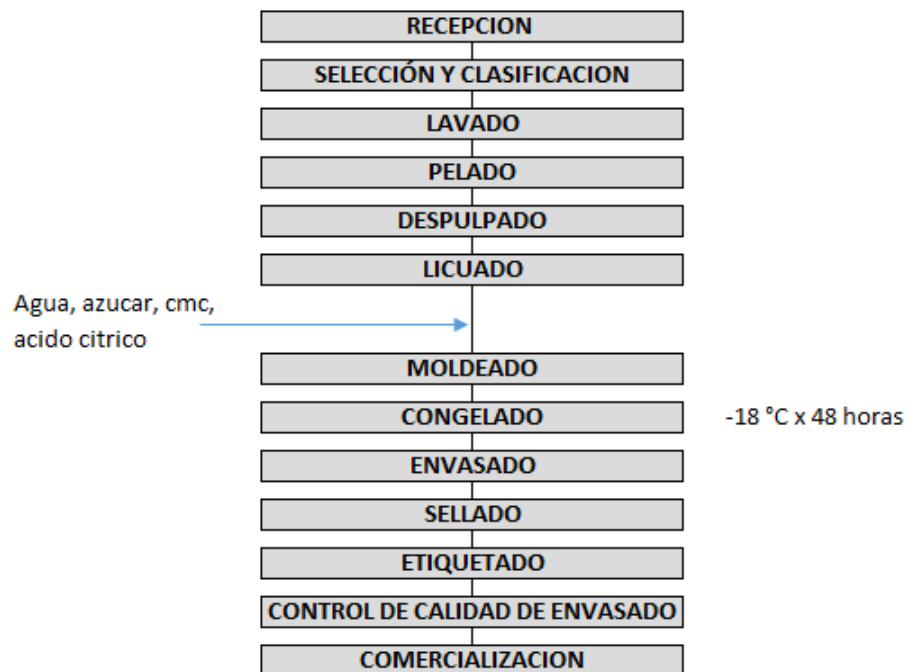 RECEPCION
SELECCIÓN Y CLASIFICACION
LAVADO
PELADO
DESPULPADO
LICUADO
Agua, azucar, cmc,
acido citrico
MOLDEADO
CONGELADO
-18 °C x 48 horas
ENVASADO
SELLADO
ETIQUETADO
CONTROL DE CALIDAD DE ENVASADO
COMERCIALIZACION